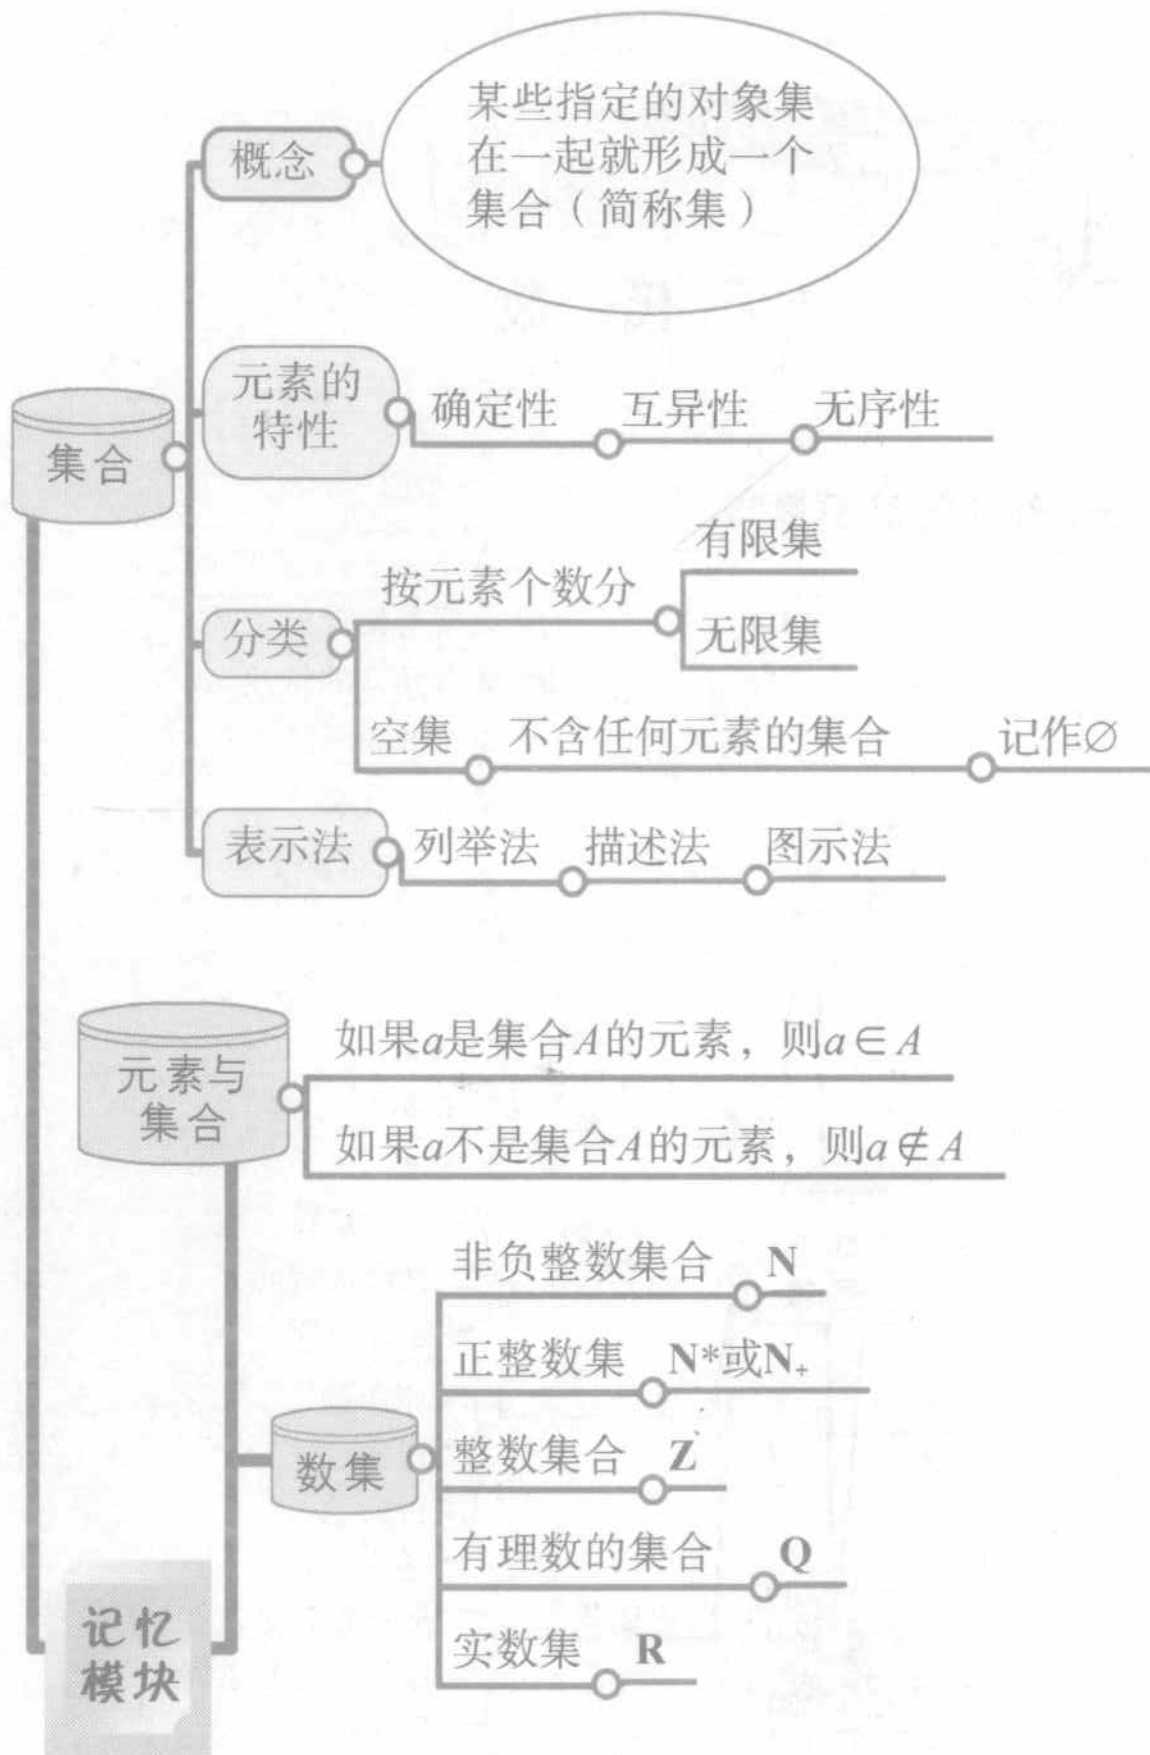 某些指定的对象集
在一起就形成一个
集合（简称集）
概念
元素的
特性
确定性 互异性 无序性
集合
有限集
按元素个数分
无限集
分类
空集 不含任何元素的集合 记作∅
表示法 列举法 描述法 图示法
如果a是集合A的元素，则a∈A
元素与
集合
如果a不是集合A的元素，则a∉A
非负整数集合 N
正整数集 N*或N₊
整数集合 Z
数集
有理数的集合 Q
实数集 R
记忆
模块